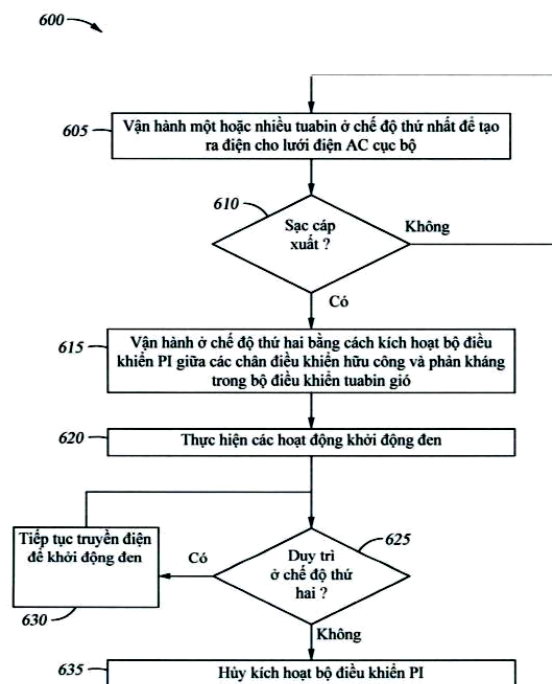 600
605
Vận hành một hoặc nhiều tuabin ở chế độ thứ nhất để tạo
ra điện cho lưới điện AC cục bộ
610
Sạc cáp
xuất ?
Không
Có
615
Vận hành ở chế độ thứ hai bằng cách kích hoạt bộ điều
khiển PI giữa các chân điều khiển hữu công và phản kháng
trong bộ điều khiển tuabin gió
620
Thực hiện các hoạt động khởi động đen
625
Duy trì
ở chế độ thứ
hai ?
Có
Tiếp tục truyền điện
để khởi động đen
630
Không
635
Hủy kích hoạt bộ điều khiển PI